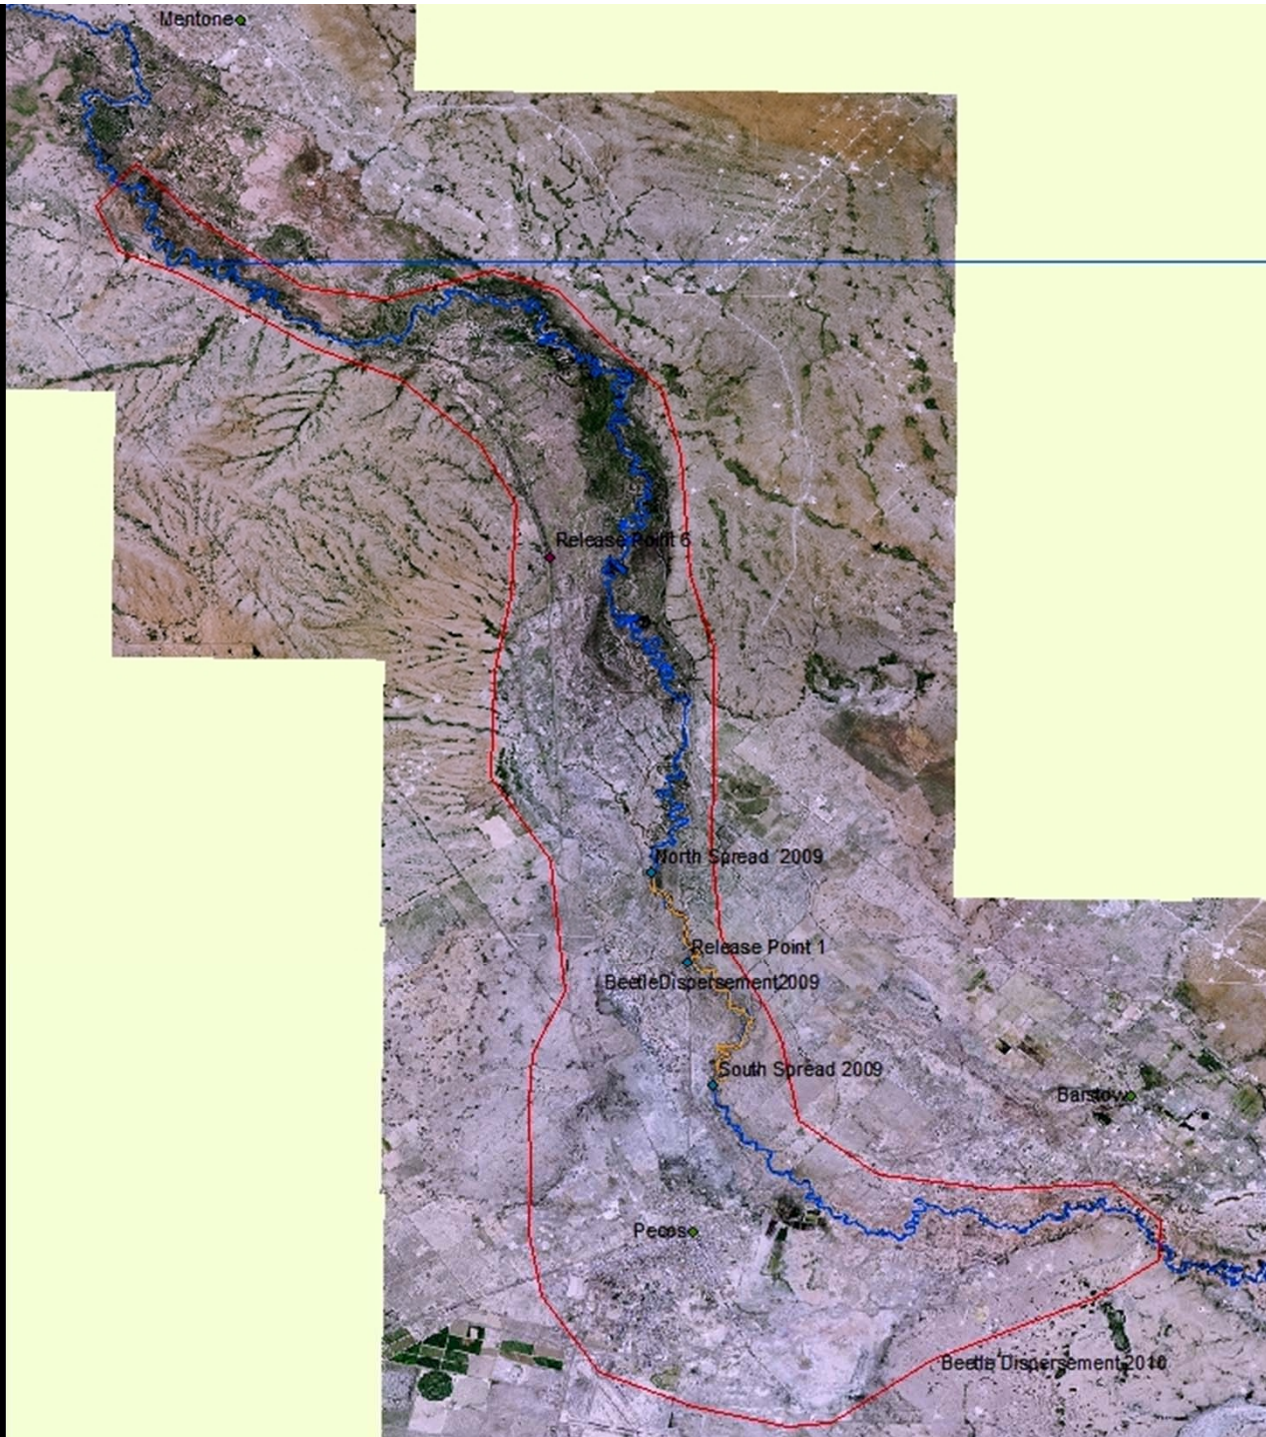 Mentone
Release Point 6
North Spread 2009
Release Point 1
BeetleDispersement2009
South Spread 2009
Barstow
Pecos
Beetle Dispersement 2010